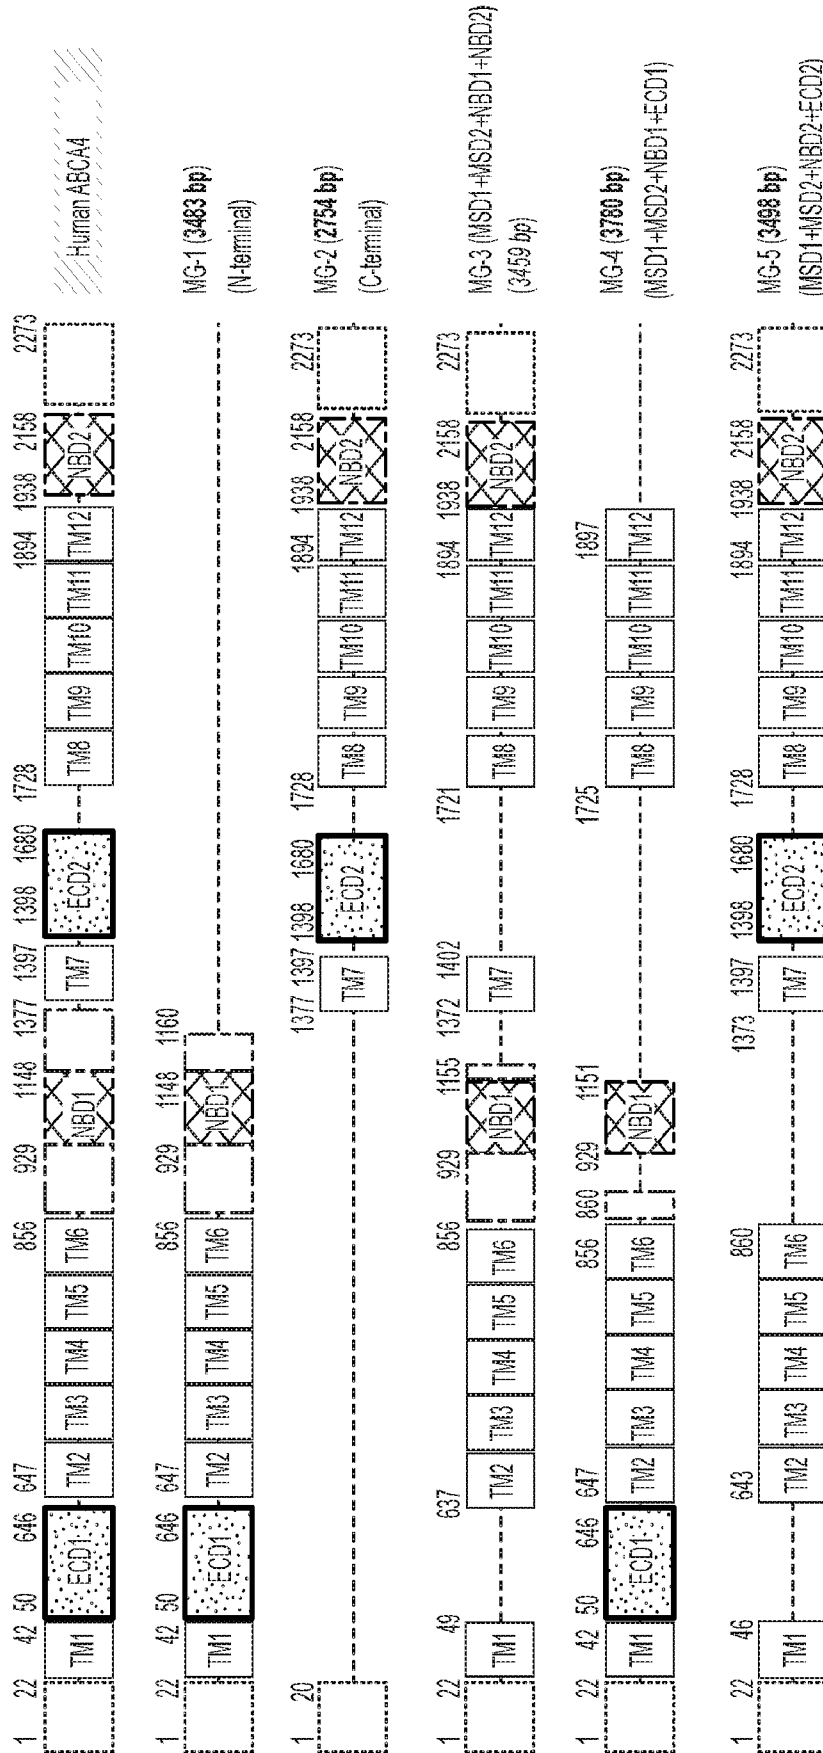 1 22 42 50 646 647 856 929 1148 1377 1397 1398 1680 1728 1894 1938 2158 2273
TM1 ECD1 TM2 TM3 TM4 TM5 TM6 NBD1 TM7 ECD2 TM8 TM9 TM10 TM11 TM12 NBD2
Human ABCA4
1 22 42 50 646 647 856 929 1148 1160
TM1 ECD1 TM2 TM3 TM4 TM5 TM6 NBD1
MG-1 (3483 bp)
(N-terminal)
1 20 1377 1397 1398 1680 1728 1894 1938 2158 2273
TM7 ECD2 TM8 TM9 TM10 TM11 TM12 NBD2
MG-2 (2754 bp)
(C-terminal)
1 22 49 637 856 929 1155 1372 1402 1721 1894 1938 2158 2273
TM1 TM2 TM3 TM4 TM5 TM6 NBD1 TM7 TM8 TM9 TM10 TM11 TM12 NBD2
MG-3 (MSD1+MSD2+NBD1+NBD2)
(3459 bp)
1 22 42 50 646 647 856 860 929 1151 1725 1897
TM1 ECD1 TM2 TM3 TM4 TM5 TM6 NBD1 TM8 TM9 TM10 TM11 TM12
MG-4 (3780 bp)
(MSD1+MSD2+NBD1+ECD1)
1 22 46 643 860 1373 1397 1398 1680 1728 1894 1938 2158 2273
TM1 TM2 TM3 TM4 TM5 TM6 TM7 ECD2 TM8 TM9 TM10 TM11 TM12 NBD2
MG-5 (3498 bp)
(MSD1+MSD2+NBD2+ECD2)